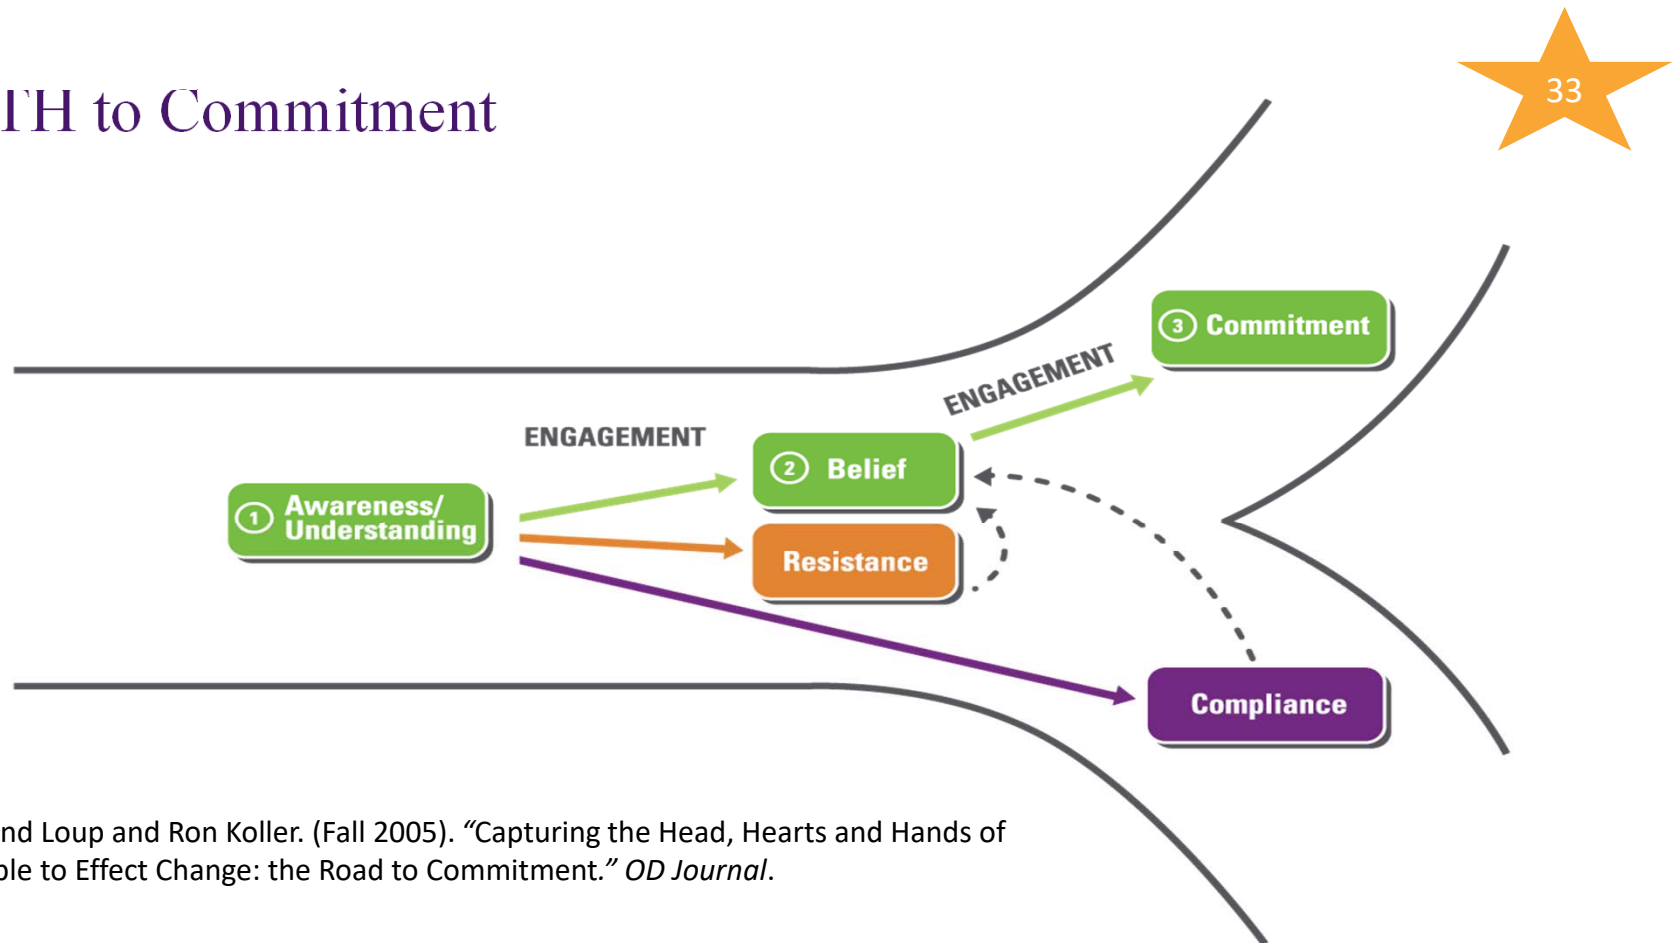 to Commitment
33
③ Commitment
ENGAGEMENT
ENGAGEMENT
② Belief
① Awareness/
Understanding
Resistance
Compliance
nd Loup and Ron Koller. (Fall 2005). “Capturing the Head, Hearts and Hands of
ple to Effect Change: the Road to Commitment.” OD Journal.